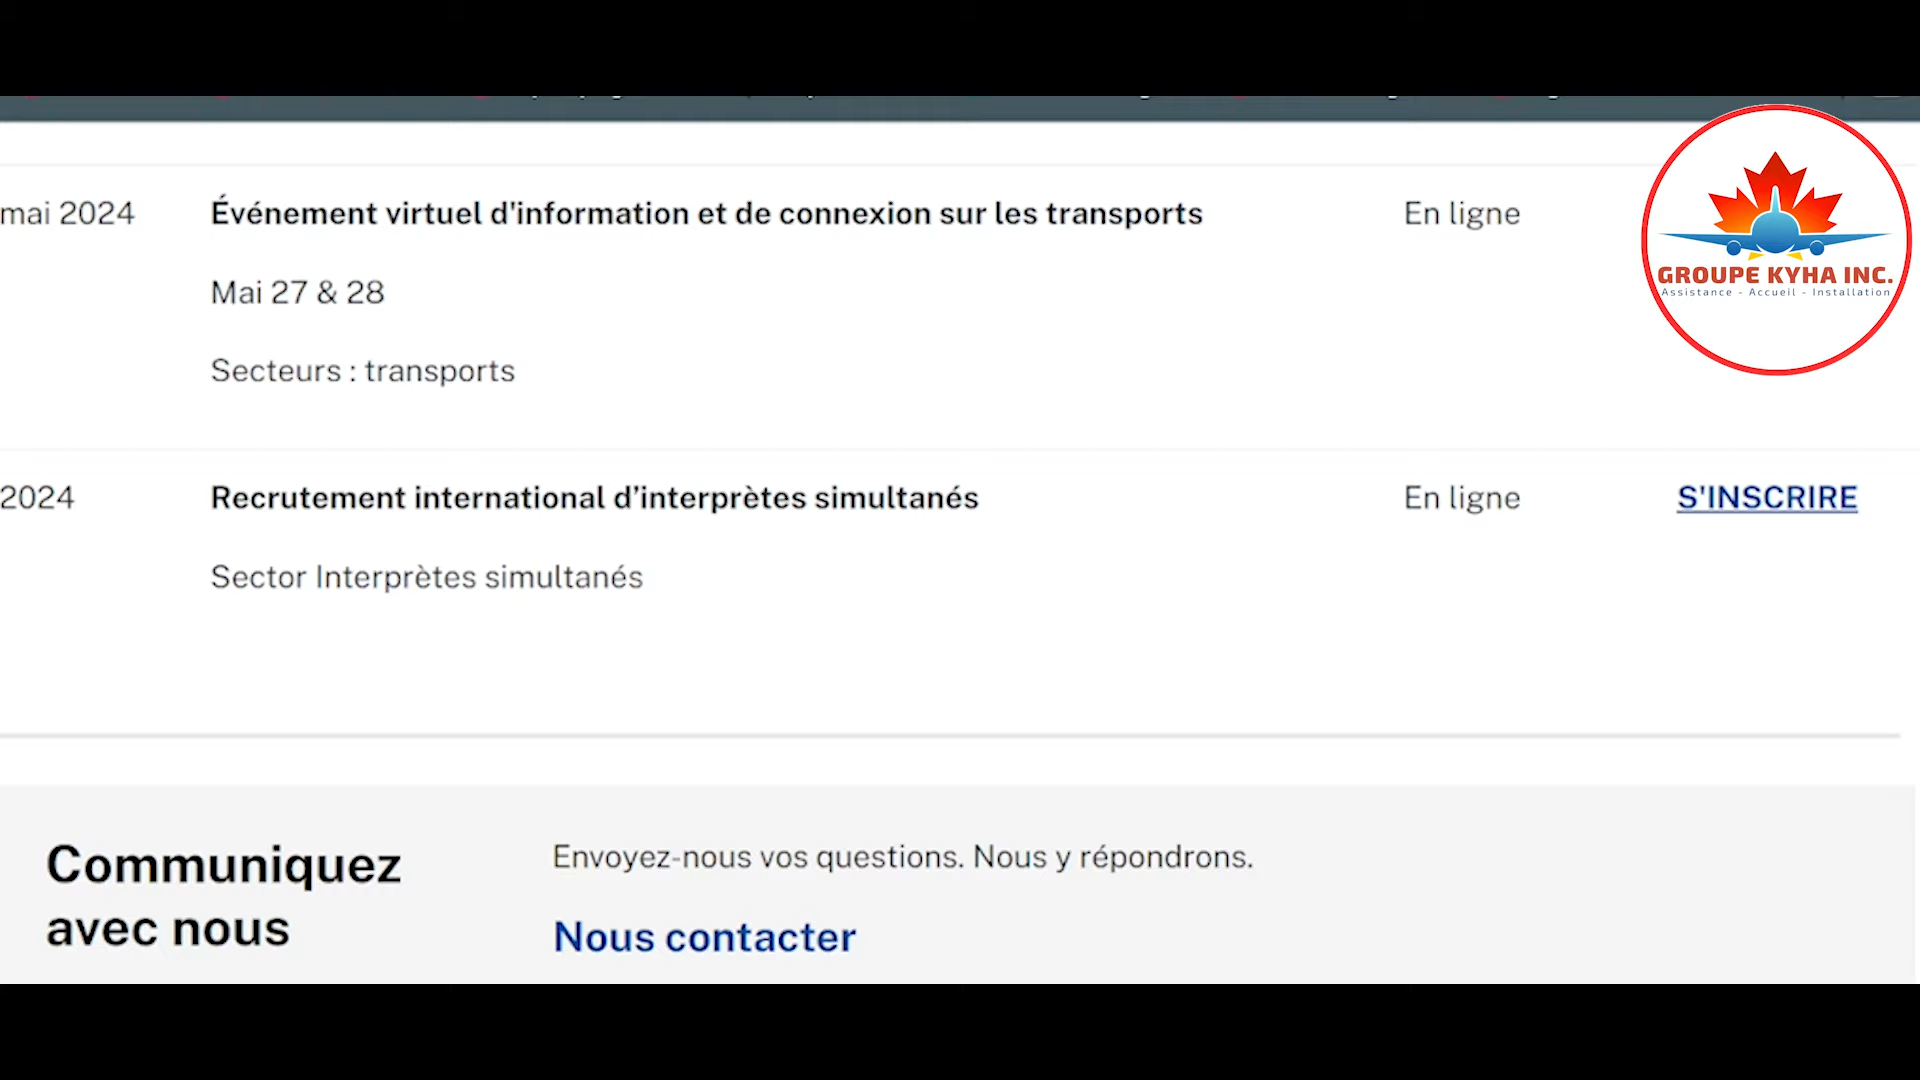 mai 2024 Événement virtuel d'information et de connexion sur les transports En ligne
Mai 27 & 28
Secteurs : transports
GROUPE KYHA INC.
Assistance - Accueil - Installation
2024 Recrutement international d’interprètes simultanés En ligne S'INSCRIRE
Sector Interprètes simultanés
Communiquez
avec nous
Envoyez-nous vos questions. Nous y répondrons.
Nous contacter